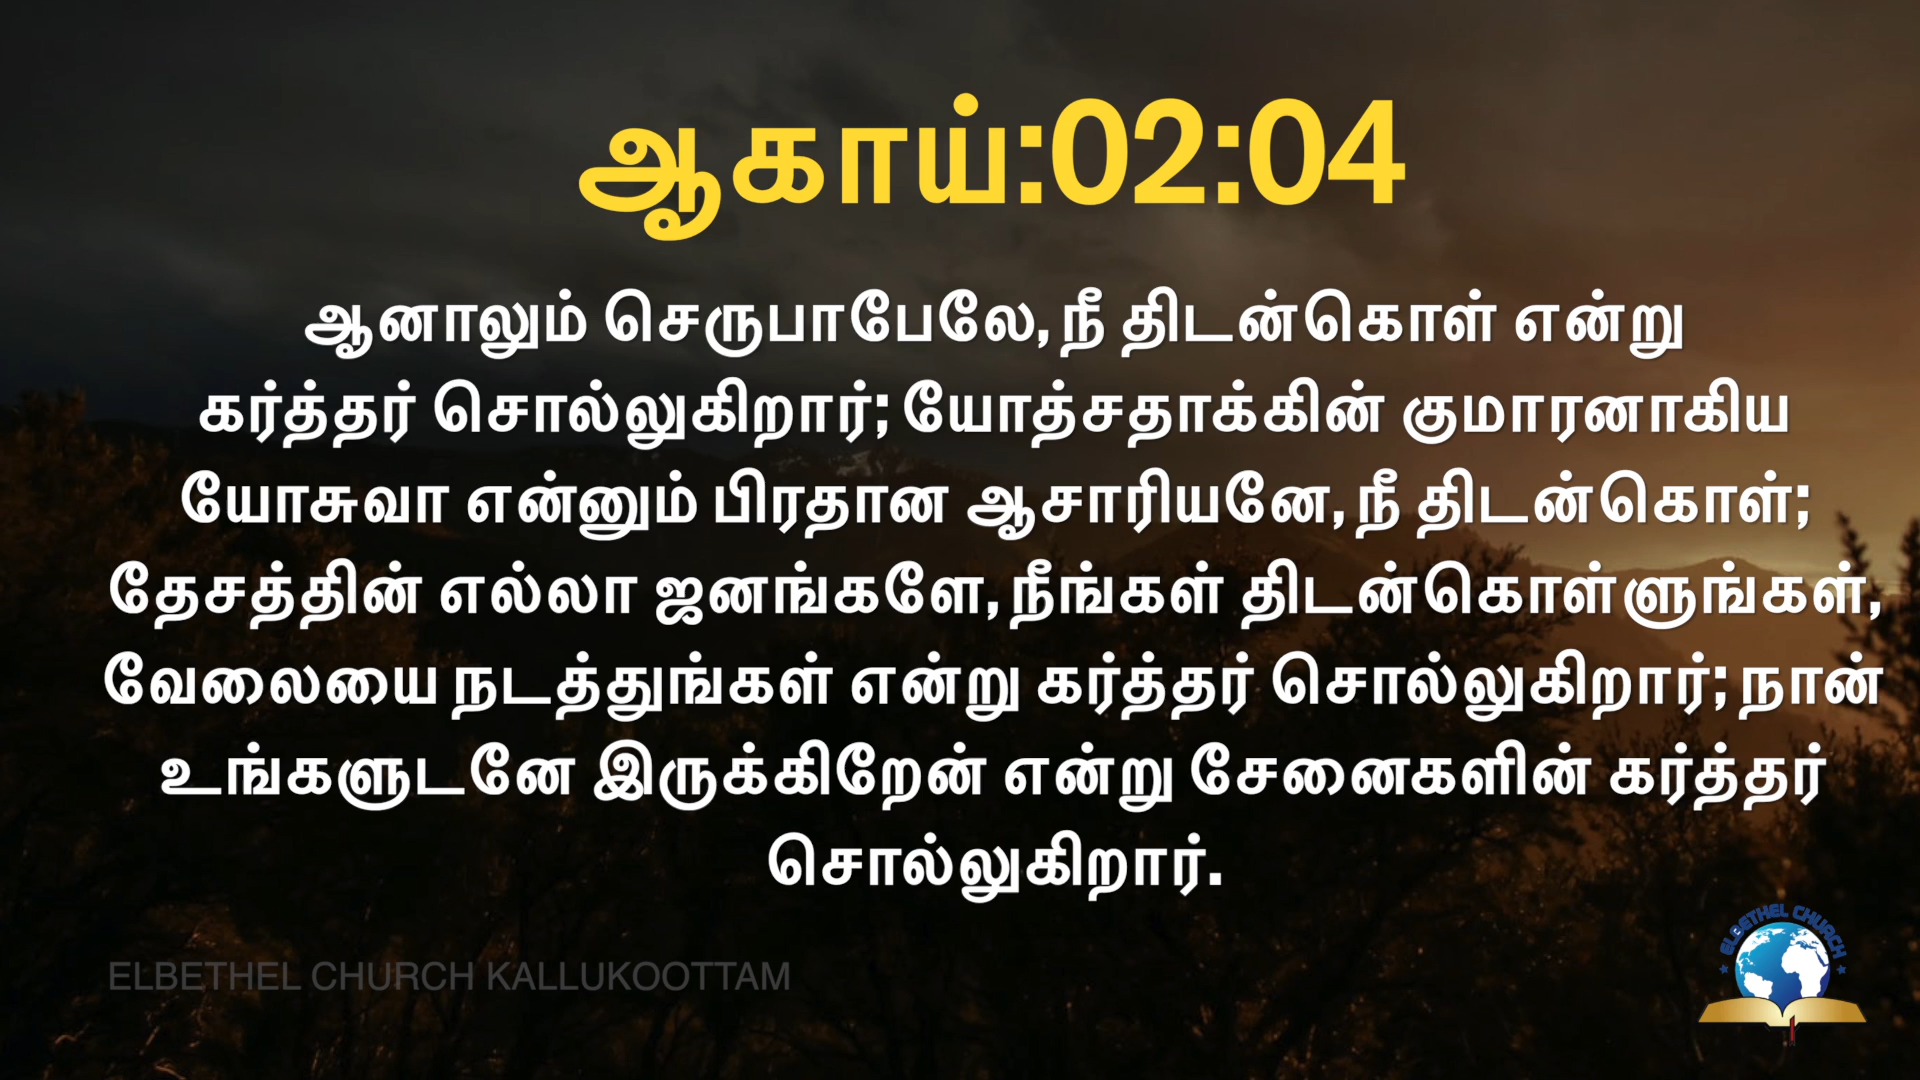 ஆகாய்:02:04
ஆனாலும் செருபாபேலே, நீ திடன்கொள் என்று
கர்த்தர் சொல்லுகிறார்; யோத்சதாக்கின் குமாரனாகிய
யோசுவா என்னும் பிரதான ஆசாரியனே, நீ திடன்கொள்;
தேசத்தின் எல்லா ஜனங்களே, நீங்கள் திடன்கொள்ளுங்கள்,
வேலையை நடத்துங்கள் என்று கர்த்தர் சொல்லுகிறார்; நான்
உங்களுடனே இருக்கிறேன் என்று சேனைகளின் கர்த்தர்
சொல்லுகிறார்.
ELBETHEL CHURCH
ELBETHEL CHURCH KALLUKOOTTAM